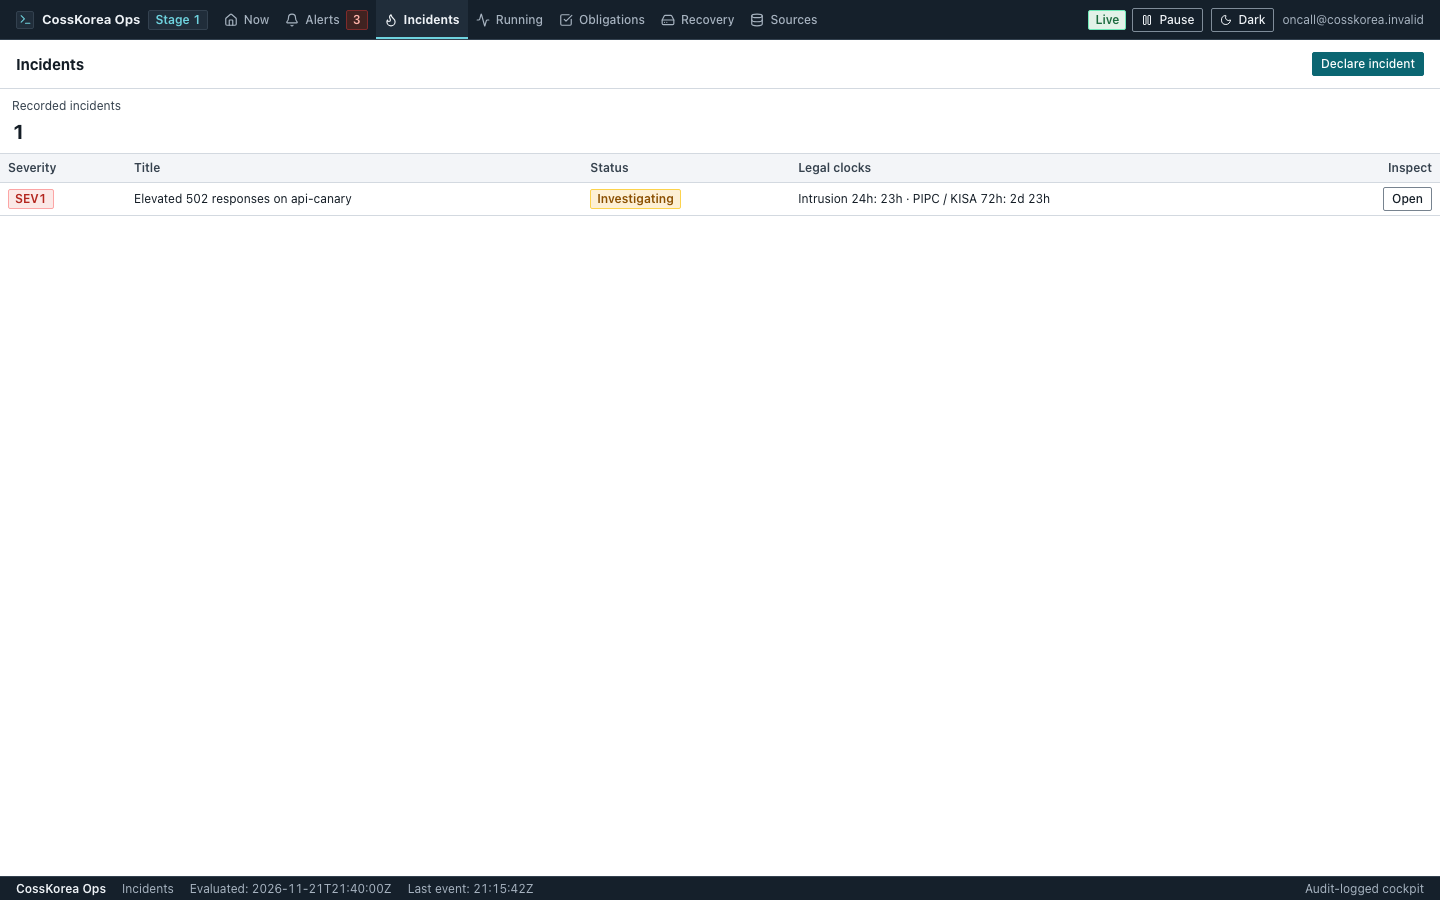 CossKorea Ops Stage 1 Now Alerts 3 Incidents Running Obligations Recovery Sources Live Pause Dark oncall@cosskorea.invalid
Incidents Declare incident
Recorded incidents
1
Severity Title Status Legal clocks Inspect
SEV1 Elevated 502 responses on api-canary Investigating Intrusion 24h: 23h · PIPC / KISA 72h: 2d 23h Open
CossKorea Ops Incidents Evaluated: 2026-11-21T21:40:00Z Last event: 21:15:42Z Audit-logged cockpit